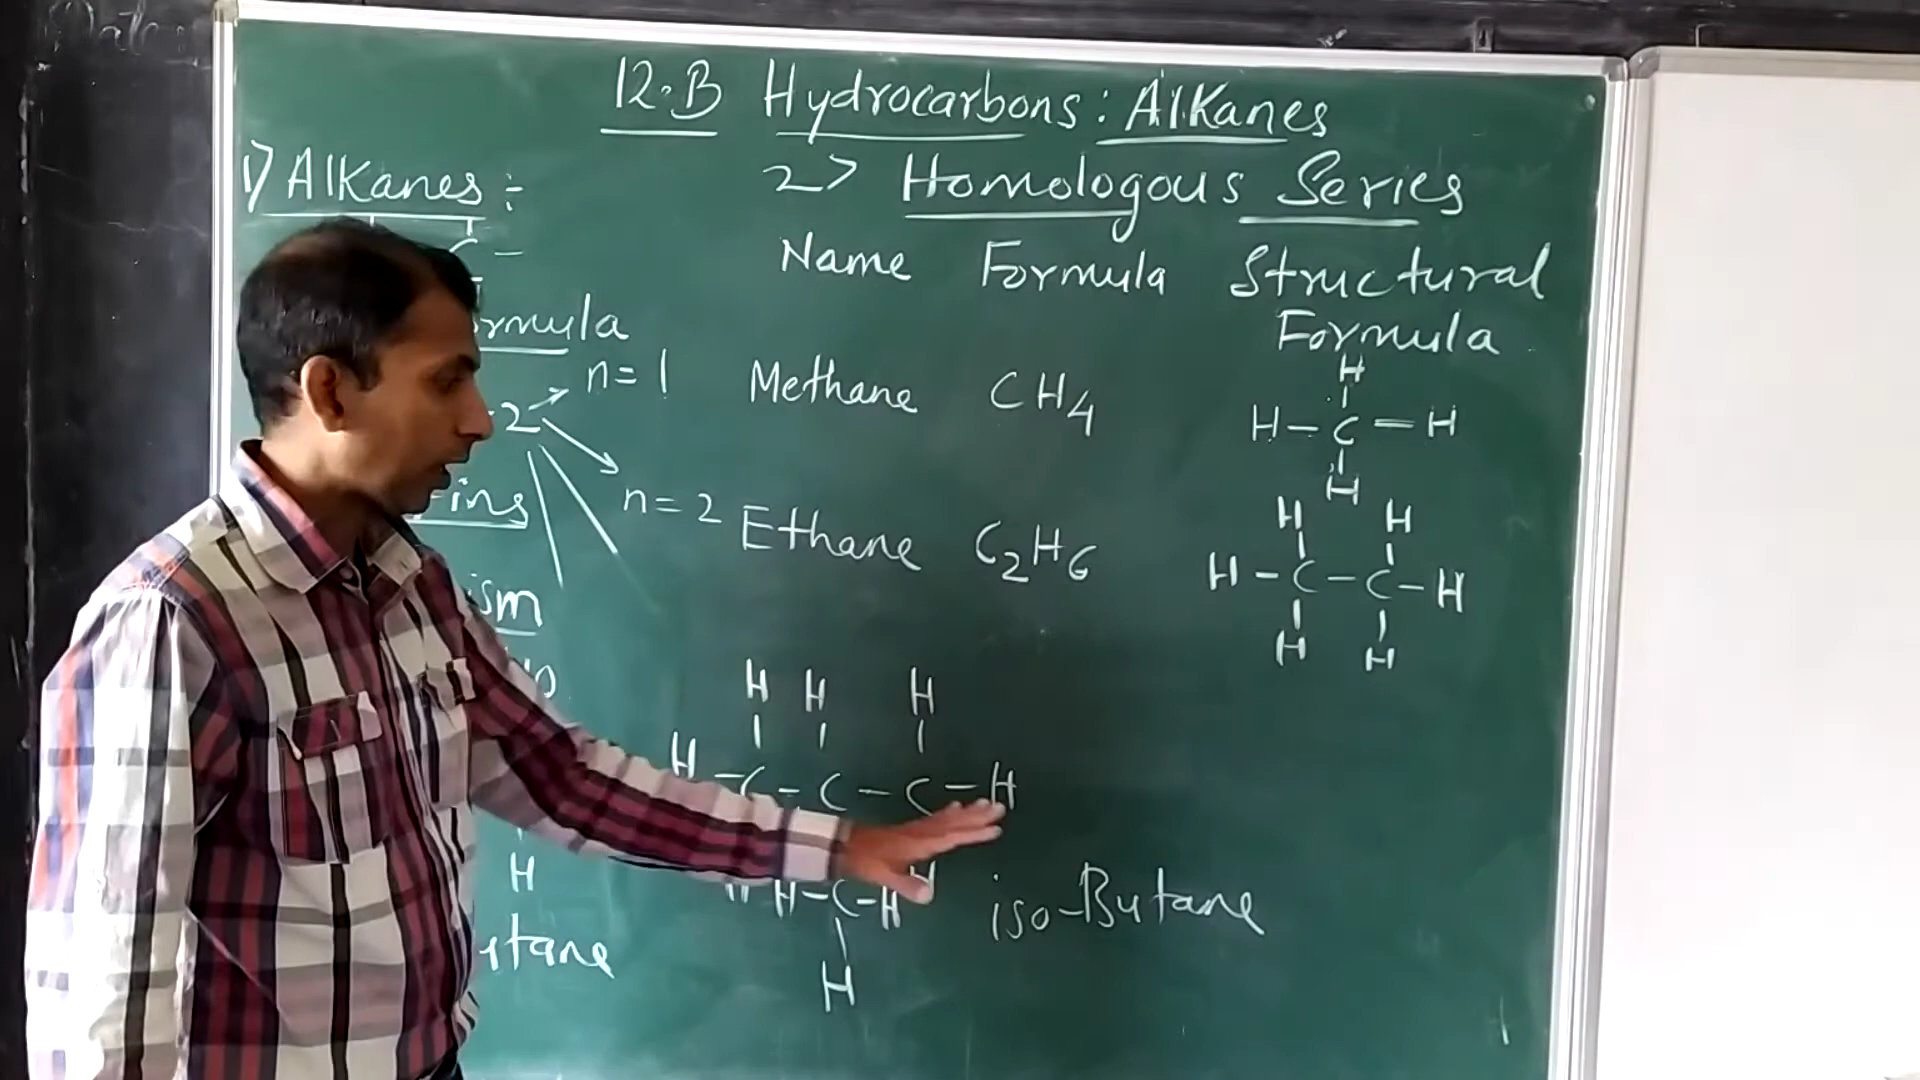 12.B Hydrocarbons: Alkanes
1) Alkanes:
C -
ormula
2 n=1
n=2
ins
ism
H
tane
2> Homologous Series
Name Formula Structural
Formula
Methane CH4
H
H-C-H
H
Ethane C2H6
H H
H-C-C-H
H H
H H H
H-C-C-C-H
H-C-H H
H
iso-Butane